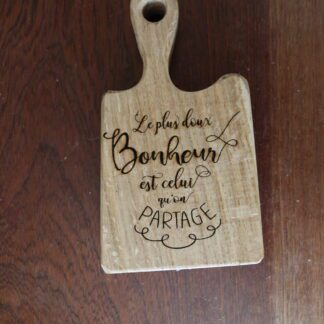 Le plus doux
Bonheur
est celui
qu'on
PARTAGE